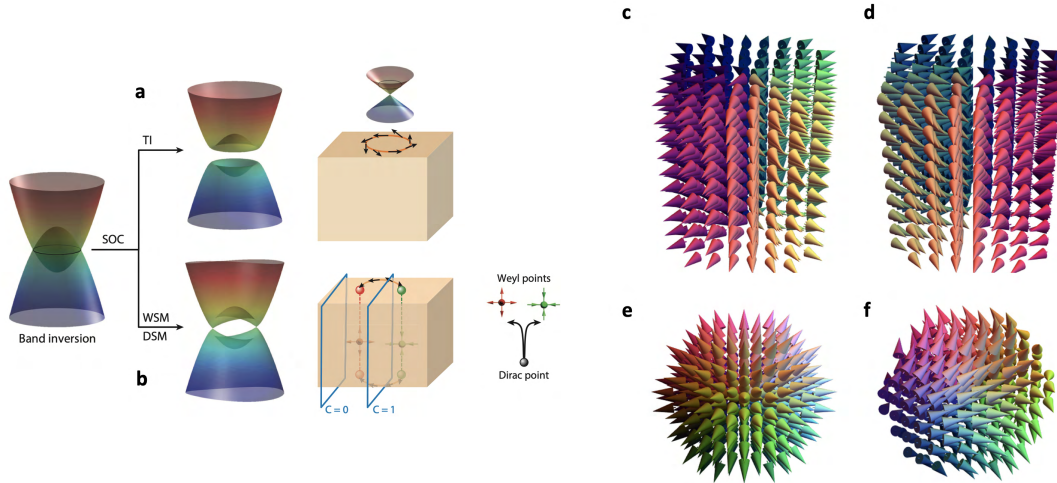 a
TI
SOC
Band inversion
WSM
DSM
b
C = 0
C = 1
Weyl points
Dirac point
c
d
e
f